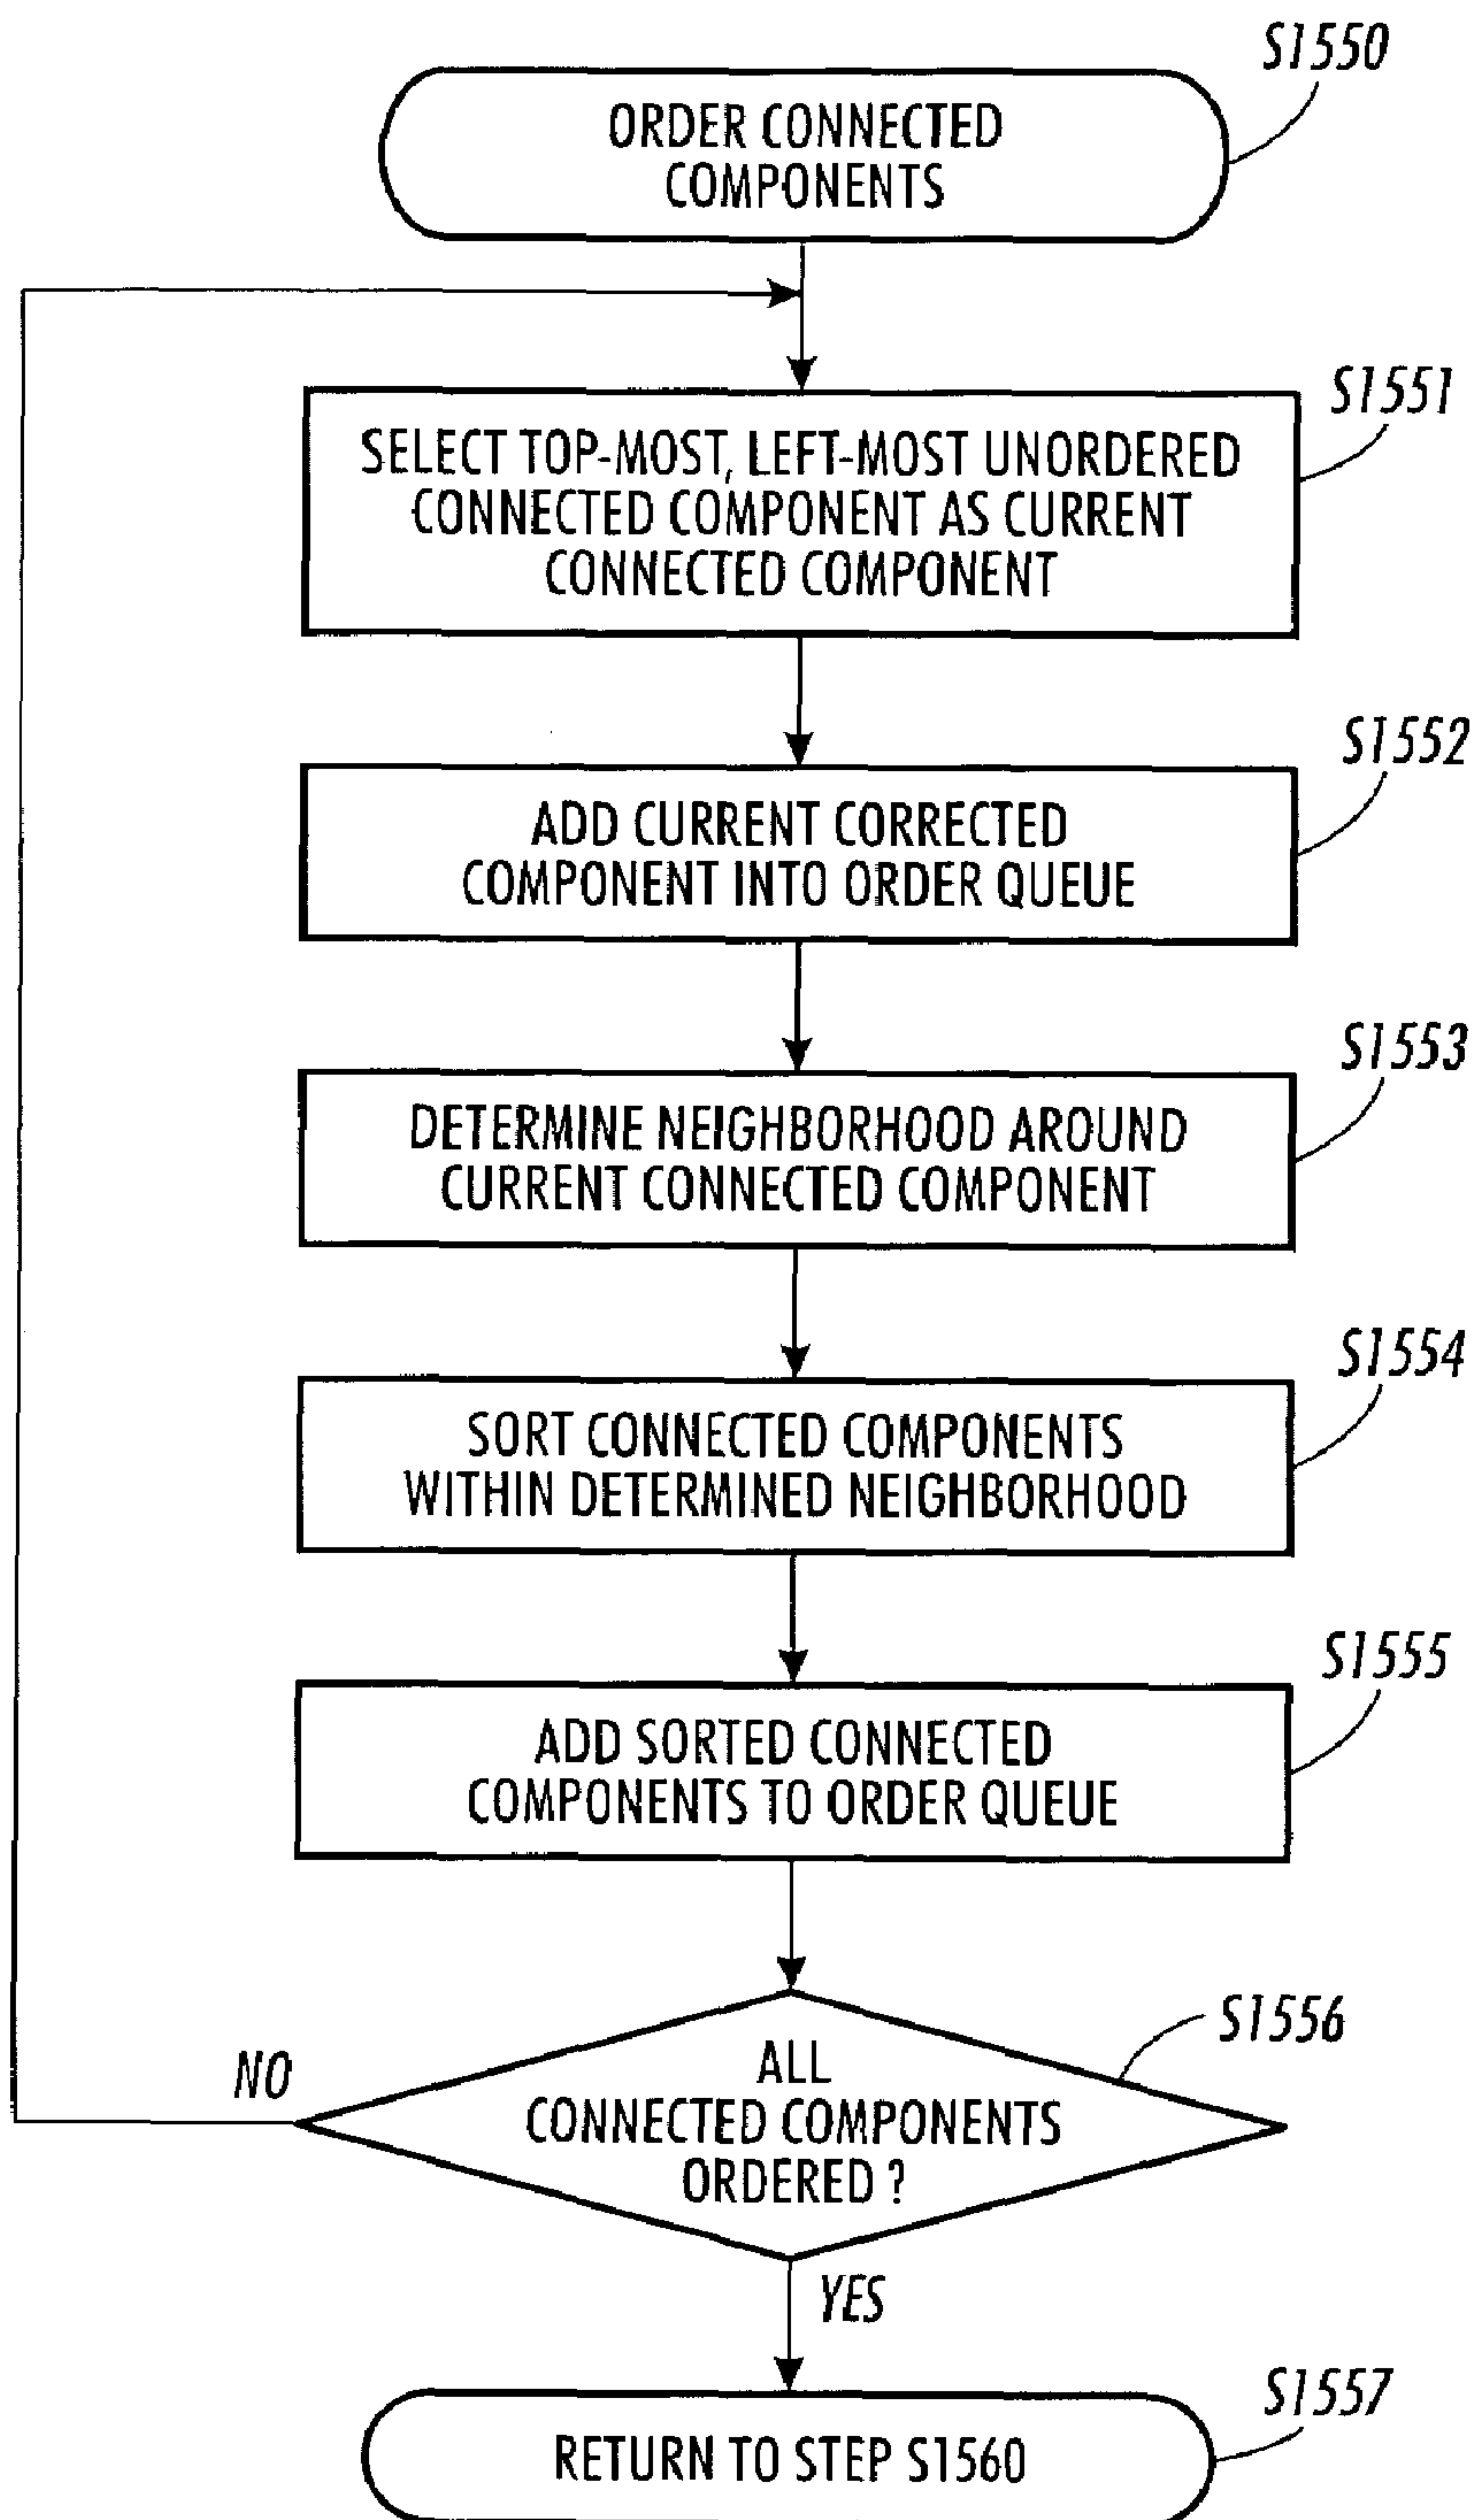 S1550
ORDER CONNECTED
COMPONENTS
S1551
SELECT TOP-MOST, LEFT-MOST UNORDERED
CONNECTED COMPONENT AS CURRENT
CONNECTED COMPONENT
S1552
ADD CURRENT CORRECTED
COMPONENT INTO ORDER QUEUE
S1553
DETERMINE NEIGHBORHOOD AROUND
CURRENT CONNECTED COMPONENT
S1554
SORT CONNECTED COMPONENTS
WITHIN DETERMINED NEIGHBORHOOD
S1555
ADD SORTED CONNECTED
COMPONENTS TO ORDER QUEUE
S1556
NO
ALL
CONNECTED COMPONENTS
ORDERED ?
YES
S1557
RETURN TO STEP S1560